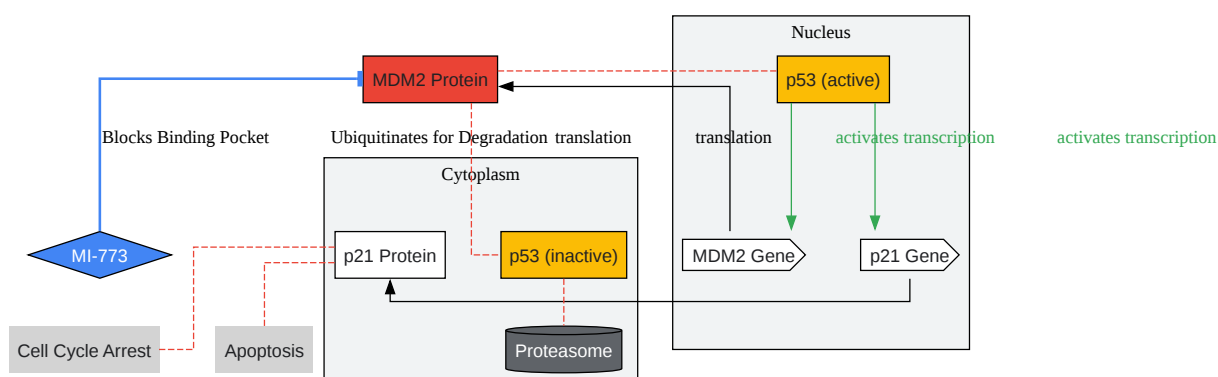 Nucleus
MDM2 Protein
p53 (active)
Blocks Binding Pocket
Ubiquitinates for Degradation
translation
translation
activates transcription
activates transcription
Cytoplasm
MI-773
p21 Protein
p53 (inactive)
MDM2 Gene
p21 Gene
Cell Cycle Arrest
Apoptosis
Proteasome